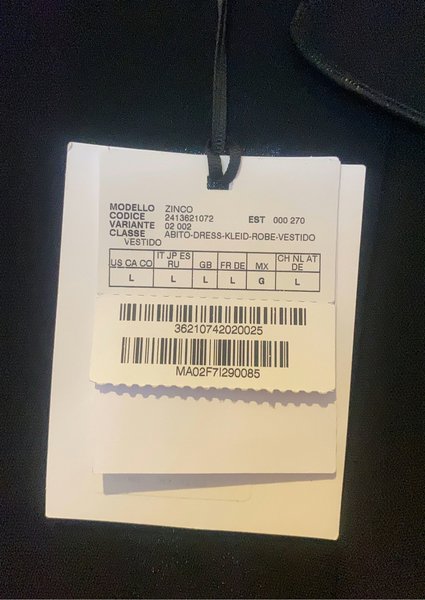 MODELLO ZINCO
CODICE 2413621072 EST 000 270
VARIANTE 02 002
CLASSE ABITO-DRESS-KLEID-ROBE-VESTIDO
VESTIDO
US CA CO IT JP ES RU GB FR DE MX CH NL AT DE
L L L L G L
36210742020025
MA02F7I290085